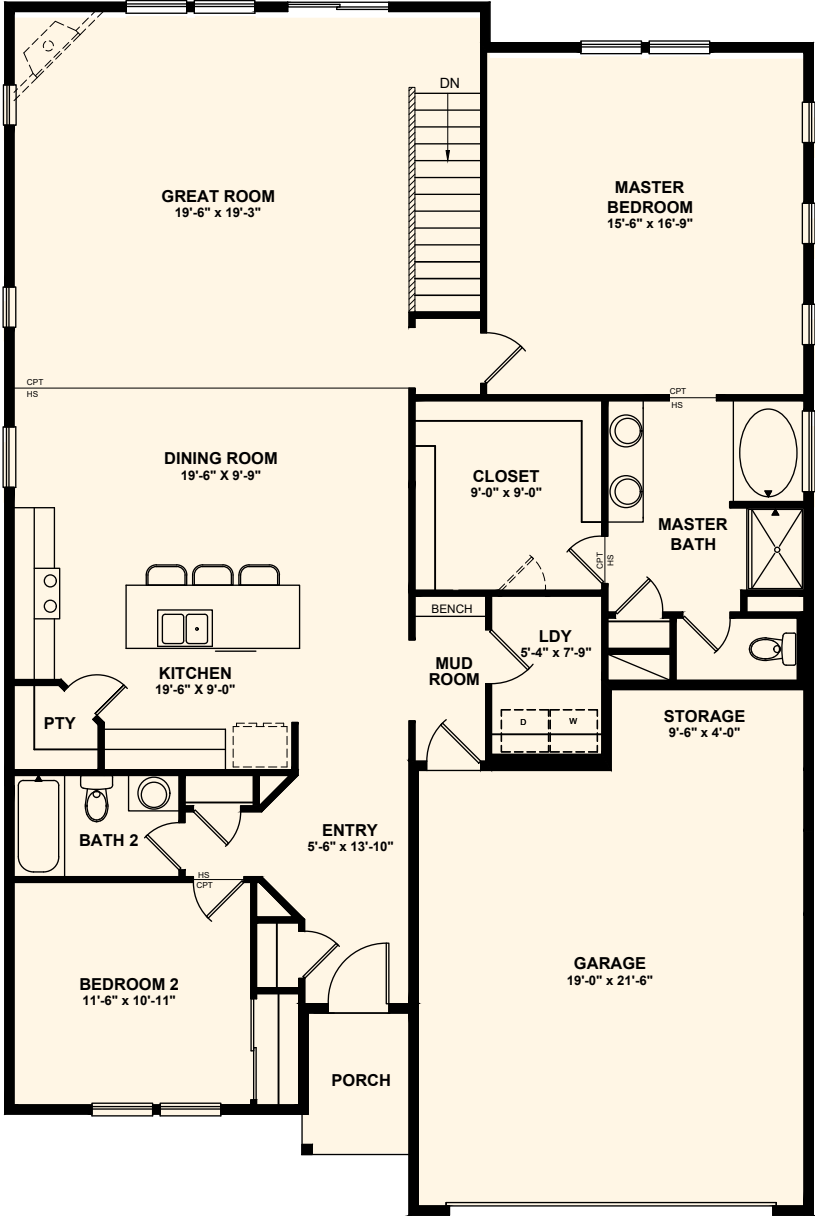 DN
GREAT ROOM
19'-6" x 19'-3"
MASTER
BEDROOM
15'-6" x 16'-9"
CPT
HS
CPT
HS
DINING ROOM
19'-6" X 9'-9"
CLOSET
9'-0" x 9'-0"
MASTER
BATH
CPT
HS
BENCH
LDY
5'-4" x 7'-9"
MUD
ROOM
KITCHEN
19'-6" X 9'-0"
PTY
D
W
STORAGE
9'-6" x 4'-0"
BATH 2
ENTRY
5'-6" x 13'-10"
HS
CPT
GARAGE
19'-0" x 21'-6"
BEDROOM 2
11'-6" x 10'-11"
PORCH